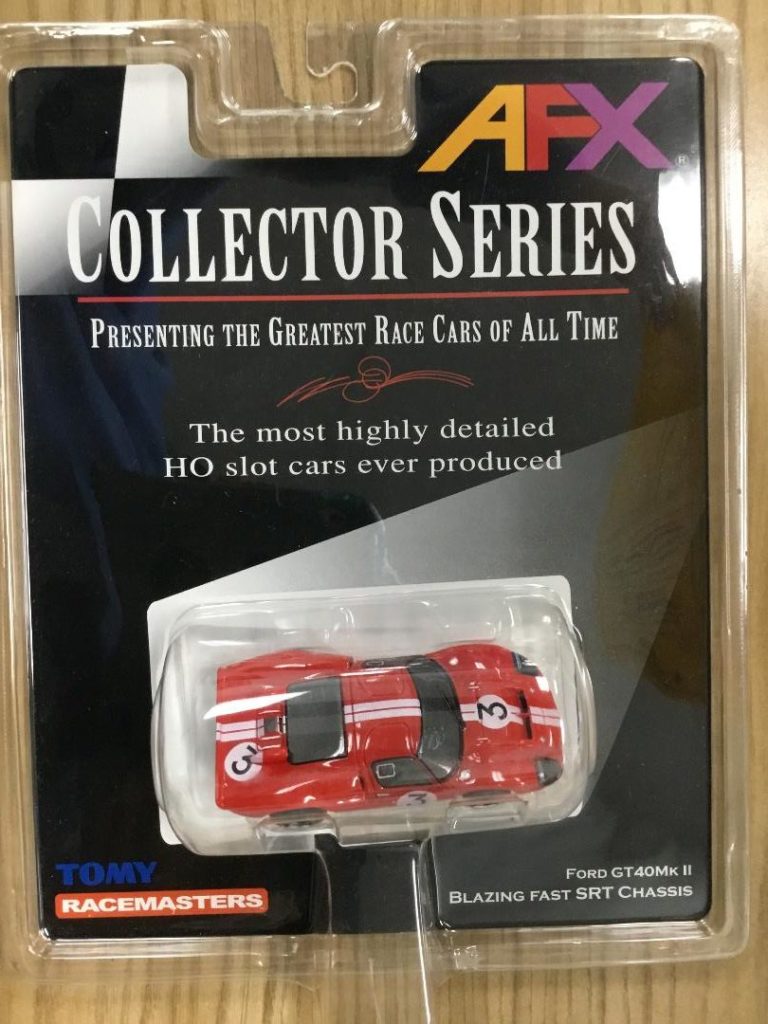 AFX®
COLLECTOR SERIES
PRESENTING THE GREATEST RACE CARS OF ALL TIME
The most highly detailed
HO slot cars ever produced
3
3
3
TOMY
RACEMASTERS
FORD GT40MK II
BLAZING FAST SRT CHASSIS